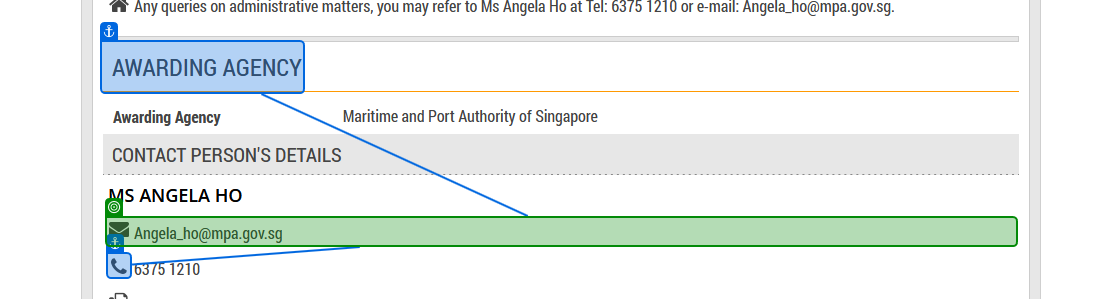 Any queries on administrative matters, you may refer to Ms Angela Ho at Tel: 6375 1210 or e-mail: Angela_ho@mpa.gov.sg.
AWARDING AGENCY
Awarding Agency Maritime and Port Authority of Singapore
CONTACT PERSON'S DETAILS
MS ANGELA HO
Angela_ho@mpa.gov.sg
6375 1210